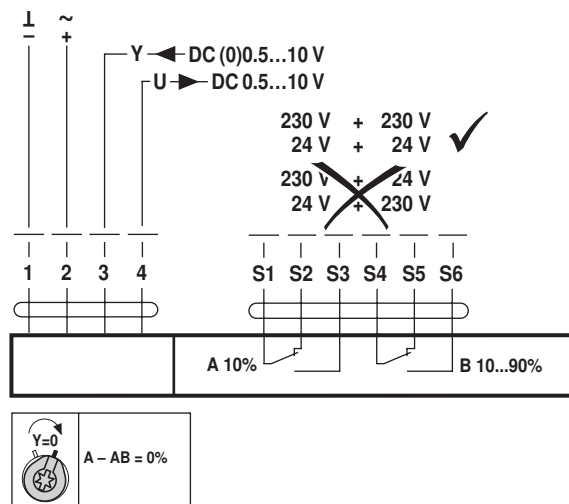 ⊥ ~
– +
Y DC (0)0.5...10 V
U DC 0.5...10 V
230 V + 230 V
24 V + 24 V
230 V + 24 V
24 V + 230 V
1 2 3 4 S1 S2 S3 S4 S5 S6
A 10% B 10...90%
Y=0
A – AB = 0%